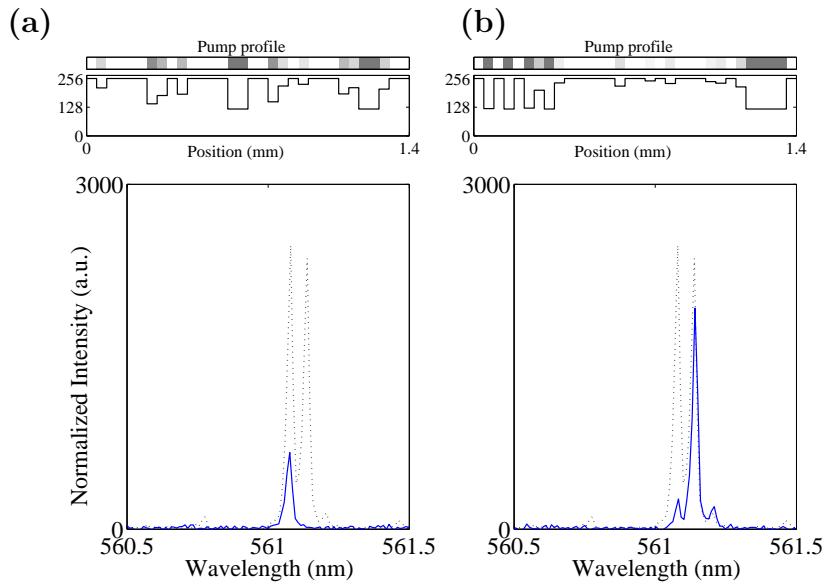 (a)
Pump profile
256
128
0
0
Position (mm)
1.4
3000
Normalized Intensity (a.u.)
0
560.5
561
561.5
Wavelength (nm)
(b)
Pump profile
256
128
0
0
Position (mm)
1.4
3000
0
560.5
561
561.5
Wavelength (nm)